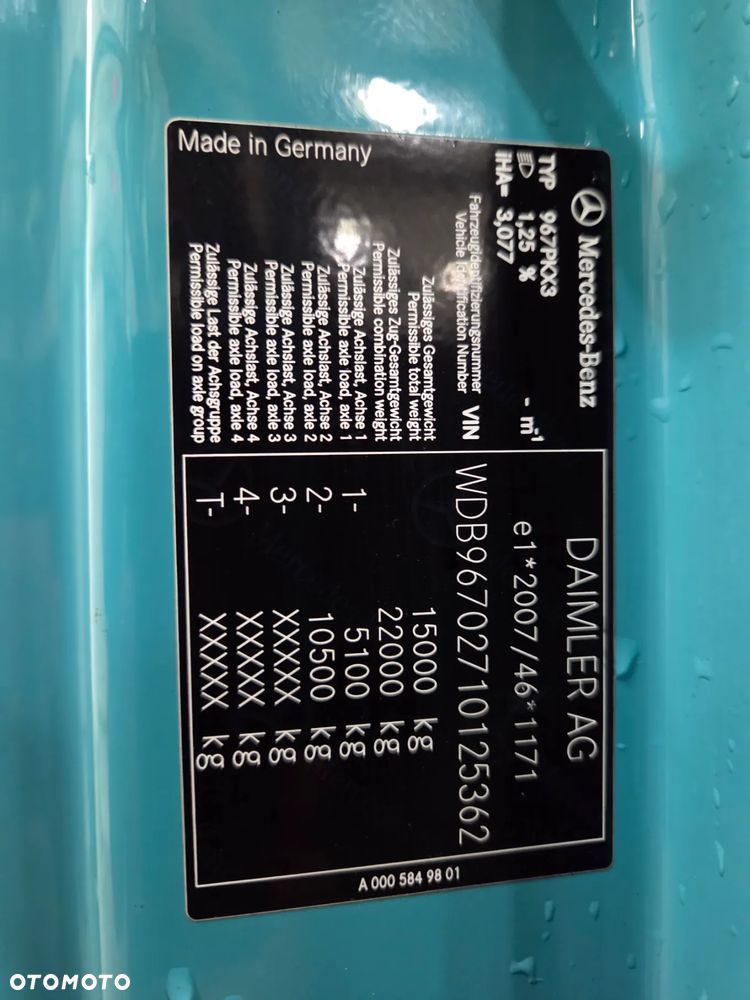 Mercedes-Benz
TYP 967PKX3
1,25 % - m⁻¹
iHA= 3,077
DAIMLER AG
e1*2007/46*1171
Fahrzeugidentifizierungsnummer
Vehicle Identification Number VIN WDB96702710125362
Zulässiges Gesamtgewicht
Permissible total weight 15000 kg
Zulässiges Zug-Gesamtgewicht
Permissible combination weight 22000 kg
Zulässige Achslast, Achse 1
Permissible axle load, axle 1 1- 5100 kg
Zulässige Achslast, Achse 2
Permissible axle load, axle 2 2- 10500 kg
Zulässige Achslast, Achse 3
Permissible axle load, axle 3 3- XXXXX kg
Zulässige Achslast, Achse 4
Permissible axle load, axle 4 4- XXXXX kg
Zulässige Last der Achsgruppe
Permissible load on axle group T- XXXXX kg
Made in Germany
A 000 584 98 01
OTOMOTO